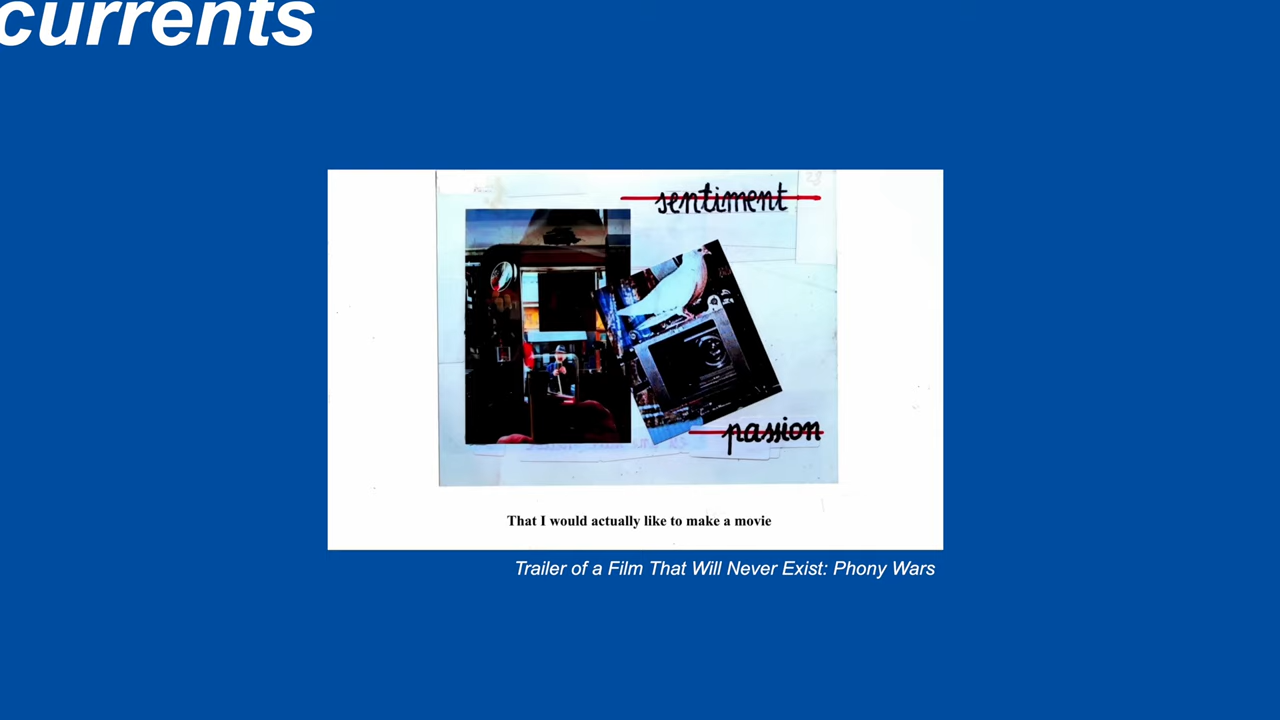 currents
sentiment
passion
That I would actually like to make a movie
Trailer of a Film That Will Never Exist: Phony Wars